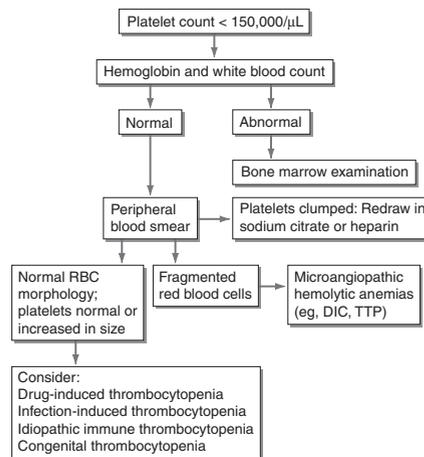 Platelet count < 150,000/μL
Hemoglobin and white blood count
Normal
Abnormal
Bone marrow examination
Peripheral
blood smear
Platelets clumped: Redraw in
sodium citrate or heparin
Normal RBC
morphology;
platelets normal or
increased in size
Fragmented
red blood cells
Microangiopathic
hemolytic anemias
(eg, DIC, TTP)
Consider:
Drug-induced thrombocytopenia
Infection-induced thrombocytopenia
Idiopathic immune thrombocytopenia
Congenital thrombocytopenia